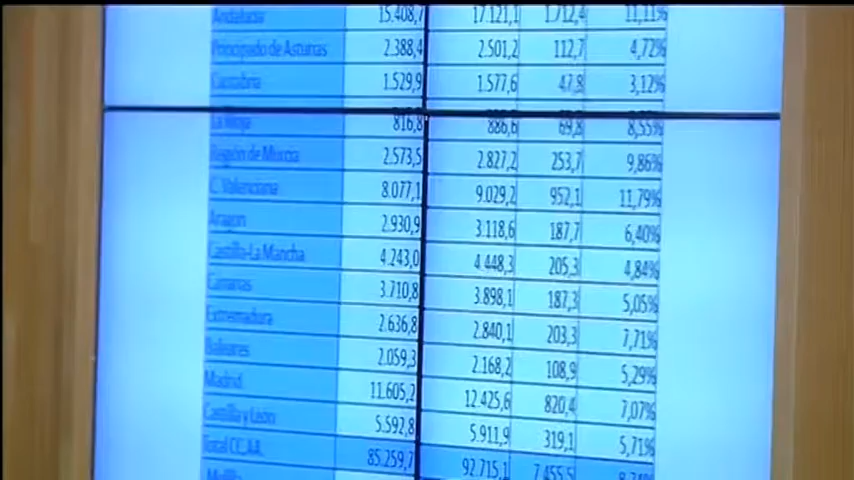 Andalucía 15.408,7 17.121,1 1.712,4 11,11%
Principado de Asturias 2.388,4 2.501,2 112,7 4,72%
Cantabria 1.529,9 1.577,6 47,8 3,12%
La Rioja 816,8 886,6 69,8 8,55%
Región de Murcia 2.573,5 2.827,2 253,7 9,86%
C. Valenciana 8.077,1 9.029,2 952,1 11,79%
Aragon 2.930,9 3.118,6 187,7 6,40%
Castilla-La Mancha 4.243,0 4.448,3 205,3 4,84%
Canarias 3.710,8 3.898,1 187,3 5,05%
Extremadura 2.636,8 2.840,1 203,3 7,71%
Baleares 2.059,3 2.168,2 108,9 5,29%
Madrid 11.605,2 12.425,6 820,4 7,07%
Castilla y León 5.592,8 5.911,9 319,1 5,71%
Total CC.AA. 85.259,7 92.715,1 7.455,5
Melilla